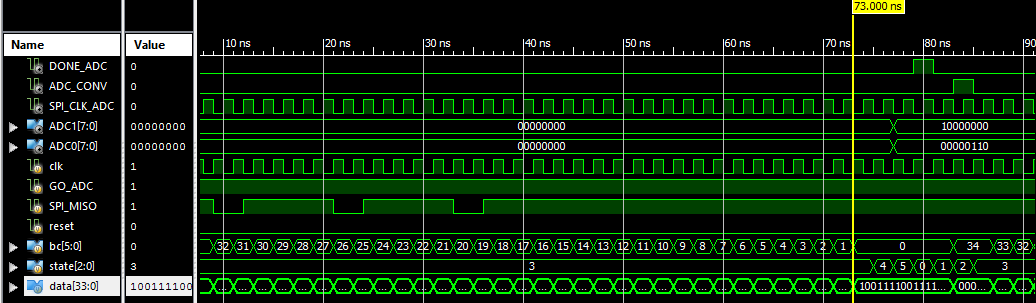 73.000 ns
Name Value 10 ns 20 ns 30 ns 40 ns 50 ns 60 ns 70 ns 80 ns 90
DONE_ADC 0
ADC_CONV 0
SPI_CLK_ADC 0
ADC1[7:0] 00000000 00000000 10000000
ADC0[7:0] 00000000 00000000 00000110
clk 1
GO_ADC 1
SPI_MISO 1
reset 0
bc[5:0] 0 32 31 30 29 28 27 26 25 24 23 22 21 20 19 18 17 16 15 14 13 12 11 10 9 8 7 6 5 4 3 2 1 0 34 33 32
state[2:0] 3 3 4 5 0 1 2 3
data[33:0] 100111100 1001111001111... 000...